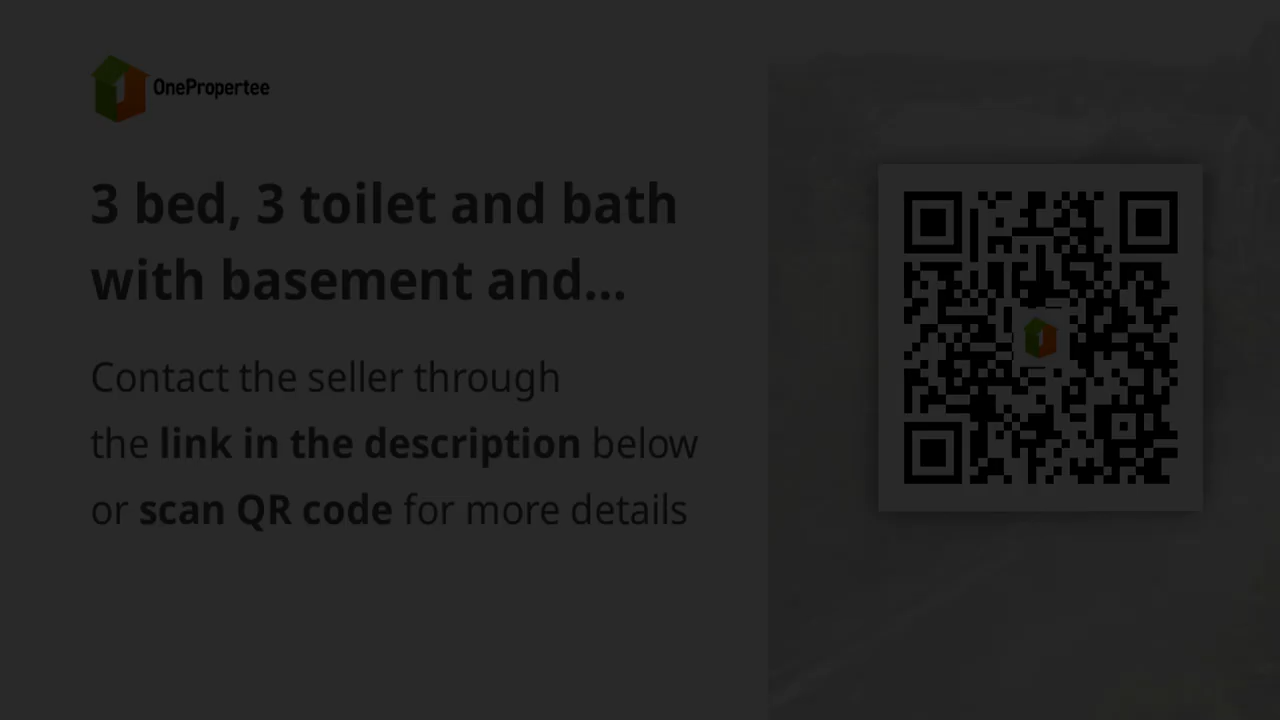 OnePropertee
3 bed, 3 toilet and bath
with basement and...
Contact the seller through
the link in the description below
or scan QR code for more details